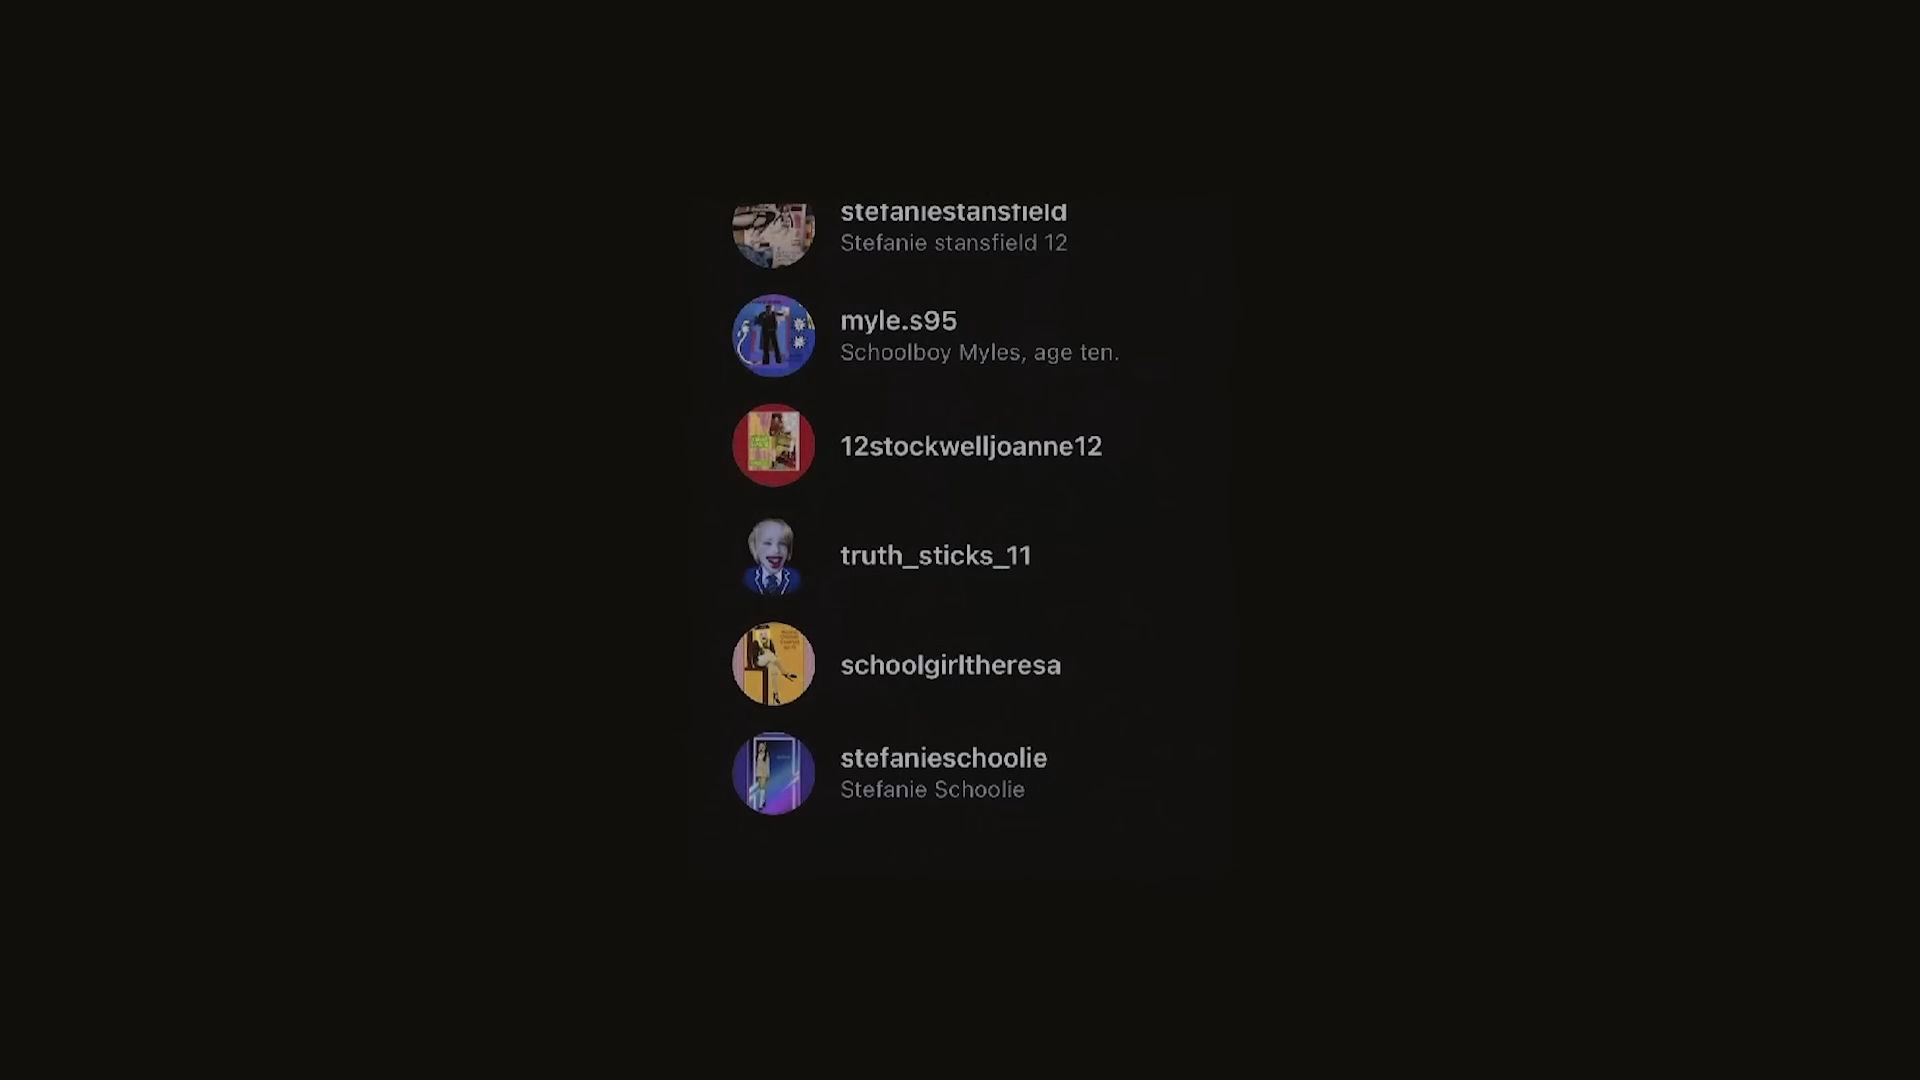 stefaniestansfield
Stefanie stansfield 12
myle.s95
Schoolboy Myles, age ten.
12stockwelljoanne12
truth_sticks_11
schoolgirltheresa
stefanieschoolie
Stefanie Schoolie